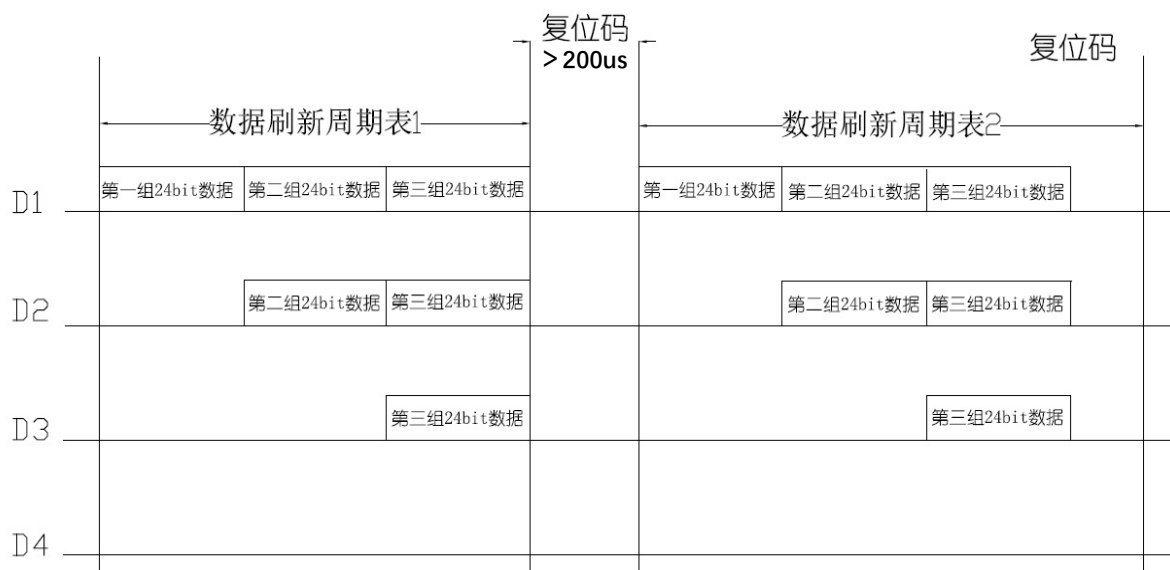 复位码
>200us
复位码
数据刷新周期表1
数据刷新周期表2
D1 第一组24bit数据 第二组24bit数据 第三组24bit数据 第一组24bit数据 第二组24bit数据 第三组24bit数据
D2 第二组24bit数据 第三组24bit数据 第二组24bit数据 第三组24bit数据
D3 第三组24bit数据 第三组24bit数据
D4